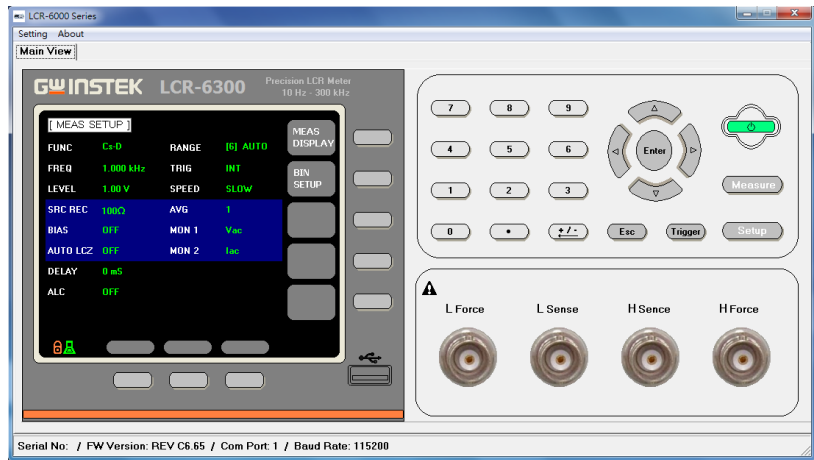 LCR-6000 Series
Setting About
Main View
GWINSTEK LCR-6300 Precision LCR Meter
10 Hz - 300 kHz
[ MEAS SETUP ]
MEAS
DISPLAY
FUNC Cs-D RANGE [6] AUTO
FREQ 1.000 kHz TRIG INT
BIN
SETUP
LEVEL 1.00 V SPEED SLOW
SRC REC 100Ω AVG 1
BIAS OFF MON 1 Vac
AUTO LCZ OFF MON 2 Iac
DELAY 0 mS
ALC OFF
7 8 9
4 5 6 Enter
1 2 3 Measure
0 • +/- Esc Trigger Setup
L Force L Sense H Sence H Force
Serial No: / FW Version: REV C6.65 / Com Port: 1 / Baud Rate: 115200